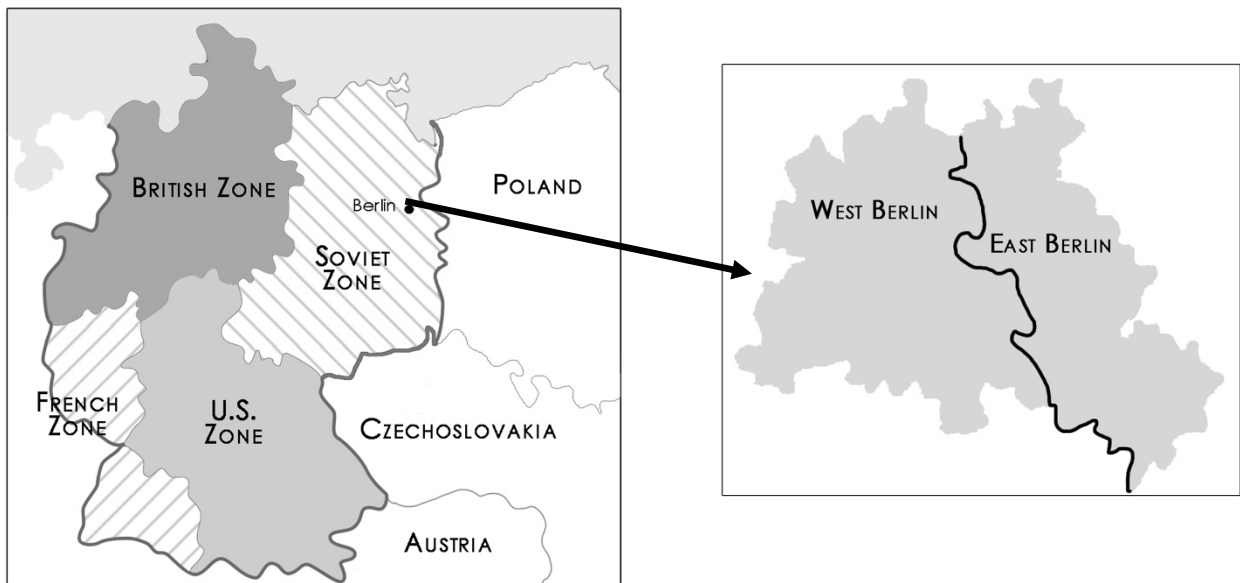 BRITISH ZONE
POLAND
Berlin
SOVIET
ZONE
FRENCH
ZONE
U.S.
ZONE
CZECHOSLOVAKIA
AUSTRIA
WEST BERLIN
EAST BERLIN